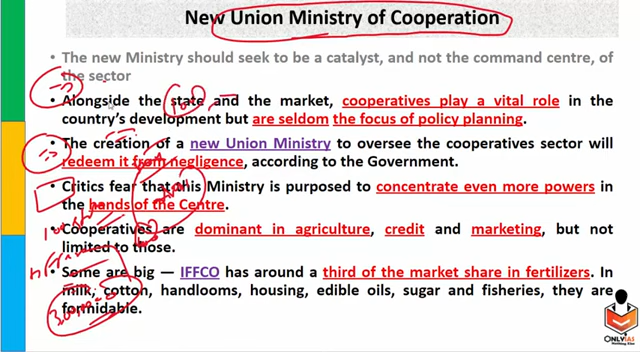 New Union Ministry of Cooperation
• The new Ministry should seek to be a catalyst, and not the command centre, of
the sector
• Alongside the state and the market, cooperatives play a vital role in the
country's development but are seldom the focus of policy planning.
• The creation of a new Union Ministry to oversee the cooperatives sector will
redeem it from negligence, according to the Government.
• Critics fear that this Ministry is purposed to concentrate even more powers in
the hands of the Centre.
• Cooperatives are dominant in agriculture, credit and marketing, but not
limited to those.
• Some are big — IFFCO has around a third of the market share in fertilizers. In
milk, cotton, handlooms, housing, edible oils, sugar and fisheries, they are
formidable.
ONLYIAS
Nothing Else